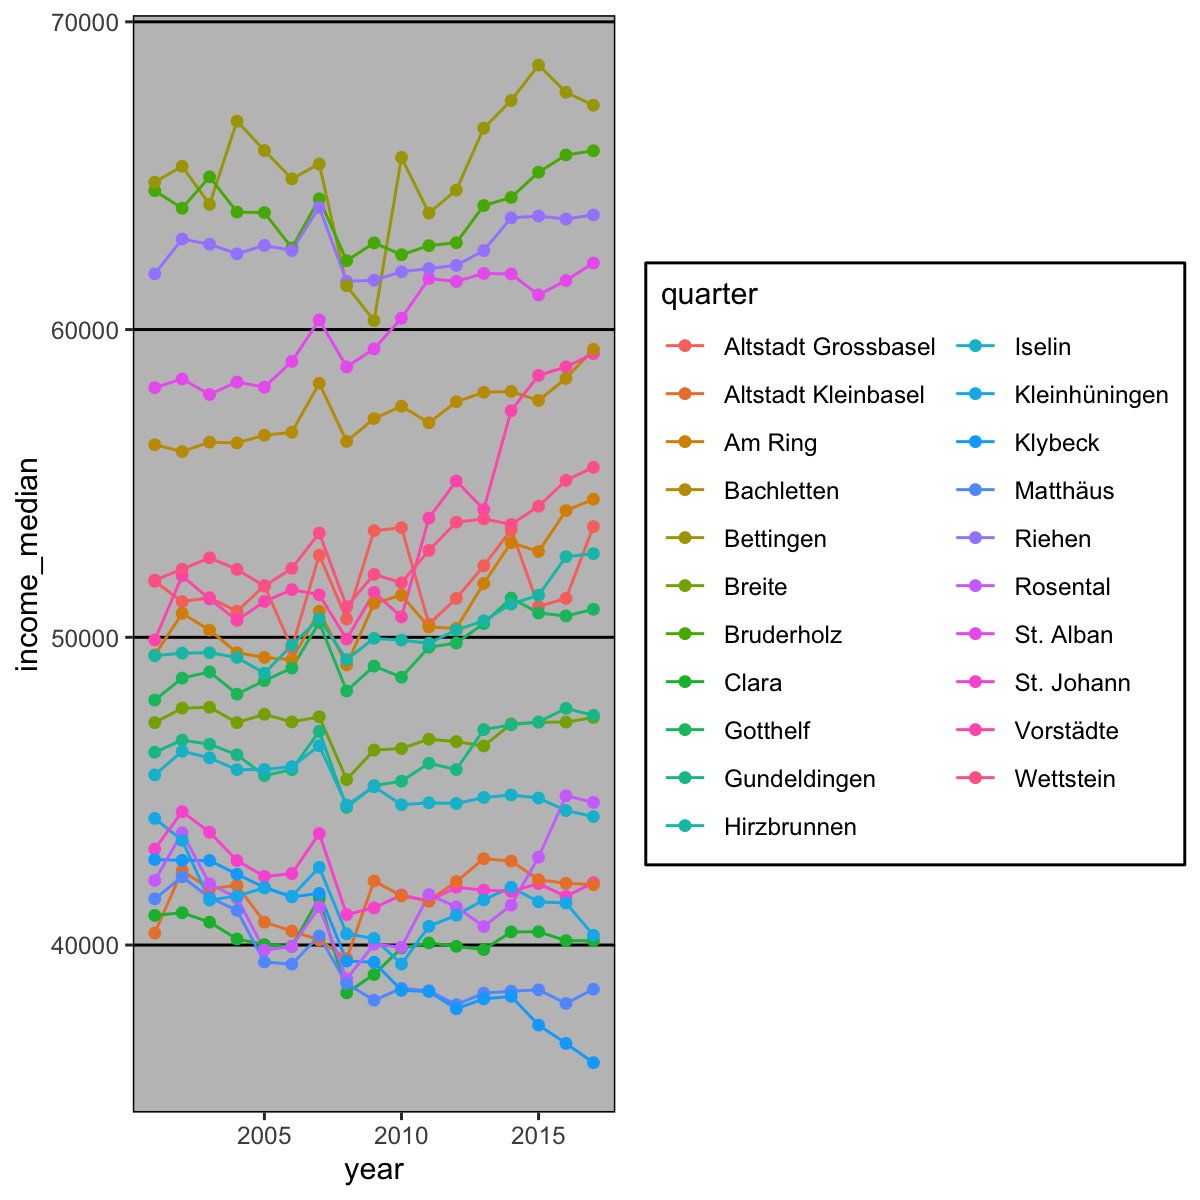 70000
60000
50000
40000
income_median
2005 2010 2015
year
quarter
Altstadt Grossbasel
Altstadt Kleinbasel
Am Ring
Bachletten
Bettingen
Breite
Bruderholz
Clara
Gotthelf
Gundeldingen
Hirzbrunnen
Iselin
Kleinhüningen
Klybeck
Matthäus
Riehen
Rosental
St. Alban
St. Johann
Vorstädte
Wettstein